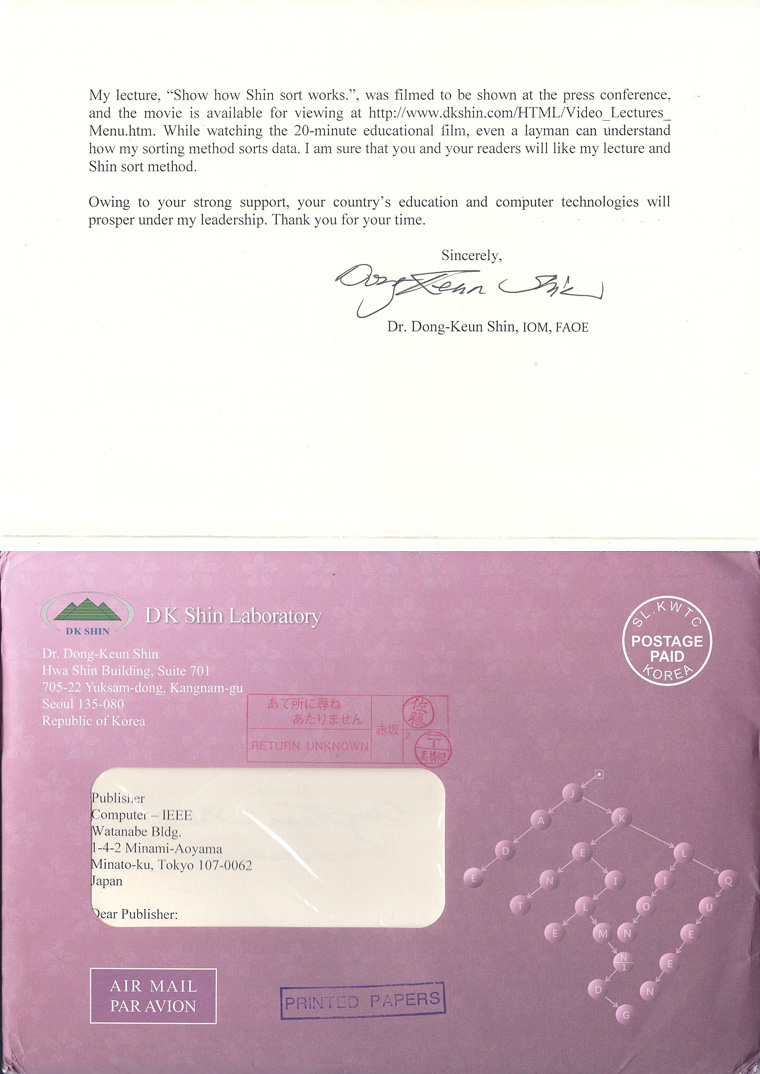 My lecture, “Show how Shin sort works.”, was filmed to be shown at the press conference,
and the movie is available for viewing at http://www.dkshin.com/HTML/Video_Lectures_
Menu.htm. While watching the 20-minute educational film, even a layman can understand
how my sorting method sorts data. I am sure that you and your readers will like my lecture and
Shin sort method.
Owing to your strong support, your country’s education and computer technologies will
prosper under my leadership. Thank you for your time.
Sincerely,
Dong-Keun Shin
Dr. Dong-Keun Shin, IOM, FAOE
DK SHIN
DK Shin Laboratory
Dr. Dong-Keun Shin
Hwa Shin Building, Suite 701
705-22 Yuksam-dong, Kangnam-gu
Seoul 135-080
Republic of Korea
SL.KWTC
POSTAGE
PAID
KOREA
あて所に尋ね
あたりません
RETURN UNKNOWN
赤坂
佐藤
2
丁
Publisher
Computer – IEEE
Watanabe Bldg.
1-4-2 Minami-Aoyama
Minato-ku, Tokyo 107-0062
Japan
Dear Publisher:
J
A K
D E L
E N I I Q
T L O U
E M N E
N E
D N
G
AIR MAIL
PAR AVION
PRINTED PAPERS